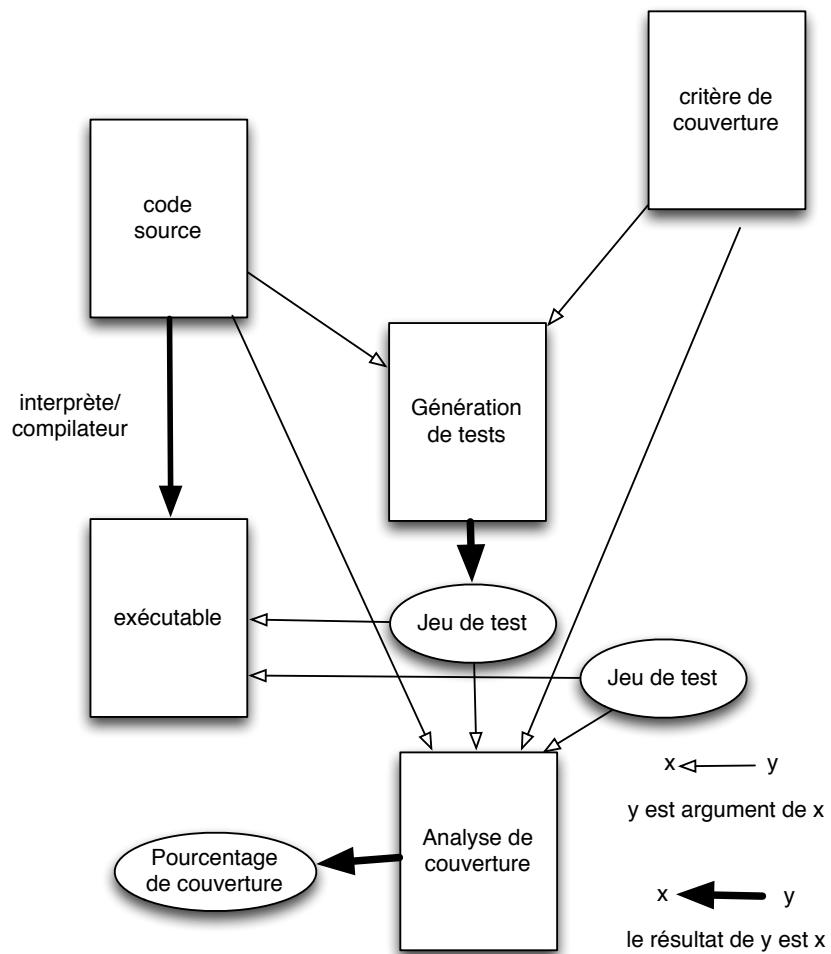 critère de
couverture
code
source
interprète/
compilateur
Génération
de tests
exécutable
Jeu de test
Jeu de test
x y
y est argument de x
Analyse de
couverture
Pourcentage
de couverture
x y
le résultat de y est x